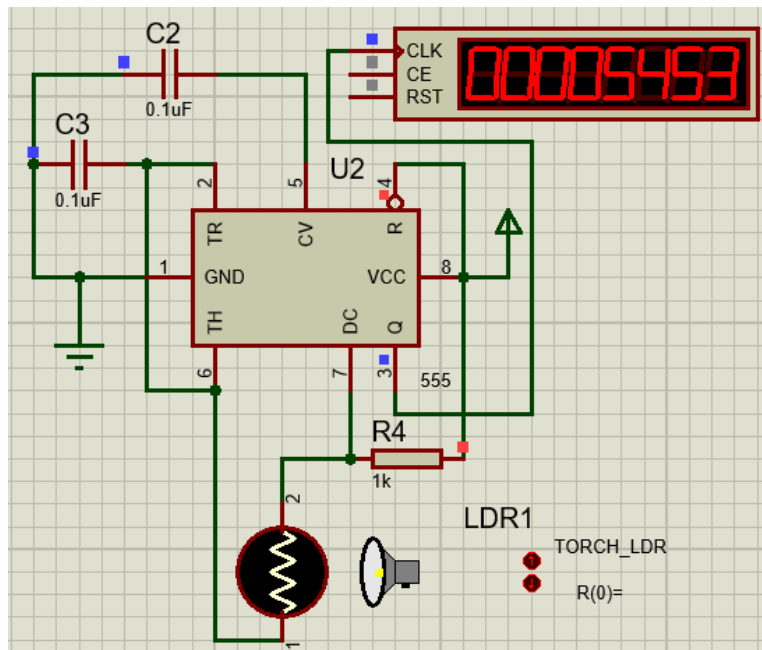 C2
0.1uF
CLK
CE
RST
00005453
C3
0.1uF
U2
2
5
4
TR
CV
R
1
GND
VCC
8
TH
DC
Q
6
7
3
555
R4
1k
2
LDR1
TORCH_LDR
R(0)=
1